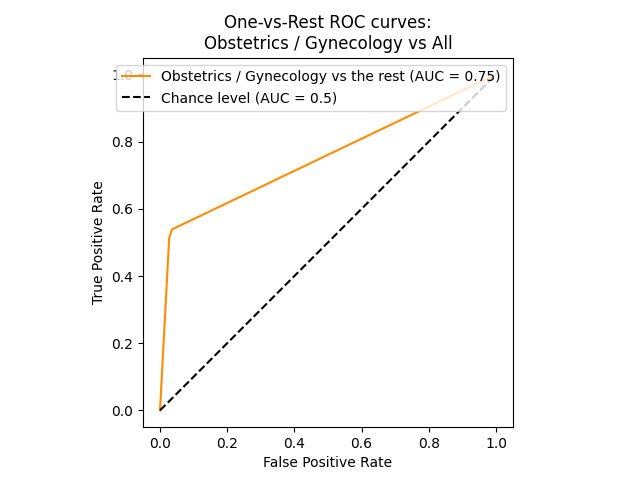 One-vs-Rest ROC curves:
Obstetrics / Gynecology vs All
Obstetrics / Gynecology vs the rest (AUC = 0.75)
Chance level (AUC = 0.5)
1.0
0.8
0.6
0.4
0.2
0.0
True Positive Rate
0.0 0.2 0.4 0.6 0.8 1.0
False Positive Rate